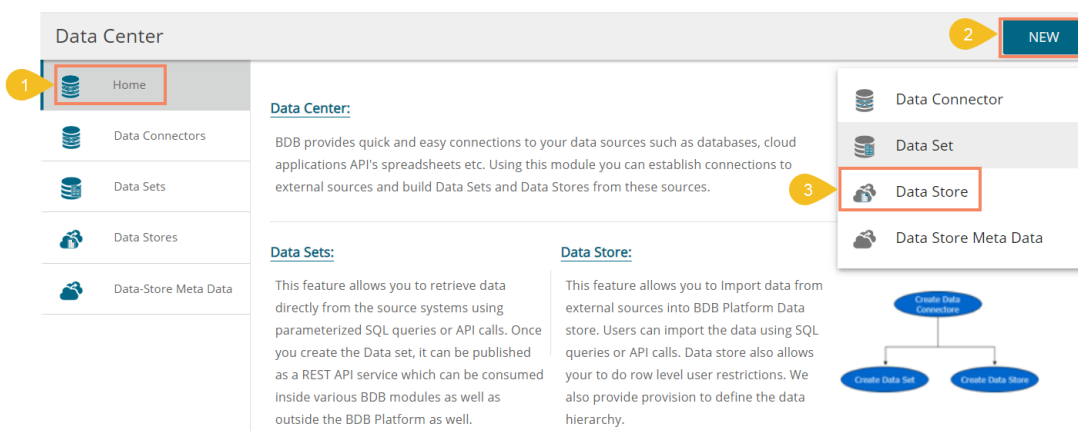 Data Center
2
NEW
1
Home
Data Connectors
Data Sets
Data Stores
Data-Store Meta Data
Data Center:
BDB provides quick and easy connections to your data sources such as databases, cloud
applications API's spreadsheets etc. Using this module you can establish connections to
external sources and build Data Sets and Data Stores from these sources.
Data Sets:
This feature allows you to retrieve data
directly from the source systems using
parameterized SQL queries or API calls. Once
you create the Data set, it can be published
as a REST API service which can be consumed
inside various BDB modules as well as
outside the BDB Platform as well.
Data Store:
This feature allows you to Import data from
external sources into BDB Platform Data
store. Users can import the data using SQL
queries or API calls. Data store also allows
your to do row level user restrictions. We
also provide provision to define the data
hierarchy.
Data Connector
Data Set
3
Data Store
Data Store Meta Data
Create Data
Connectore
Create Data Set
Create Data Store